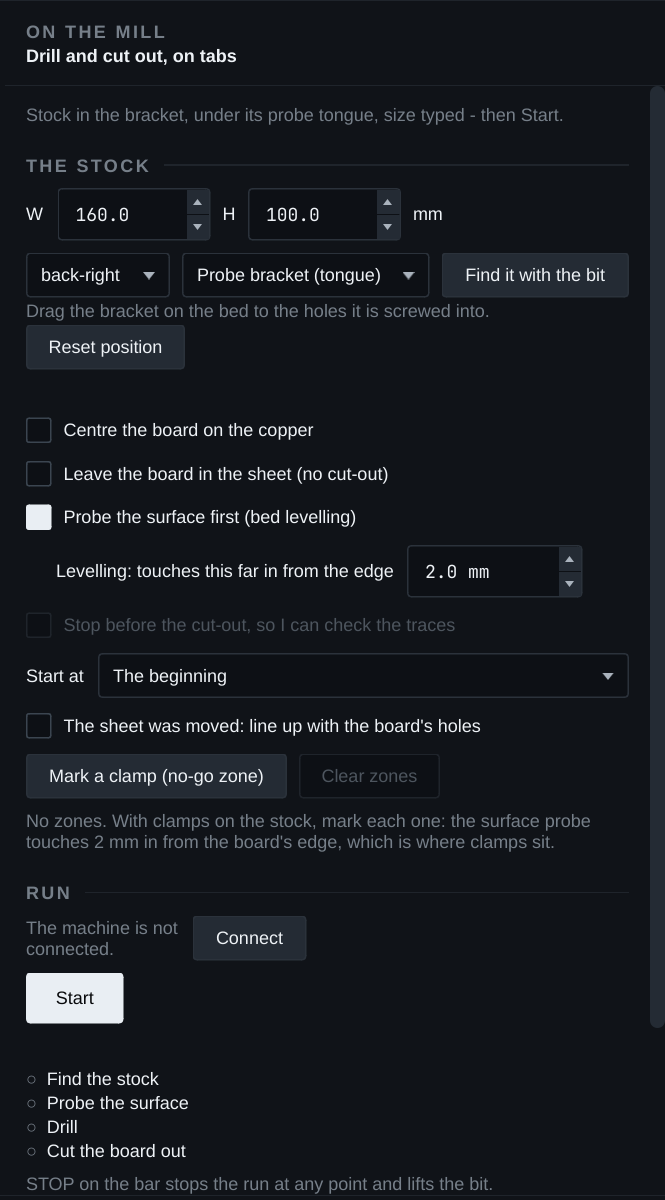 ON THE MILL
Drill and cut out, on tabs
Stock in the bracket, under its probe tongue, size typed - then Start.
THE STOCK
W 160.0 H 100.0 mm
back-right Probe bracket (tongue) Find it with the bit
Drag the bracket on the bed to the holes it is screwed into.
Reset position
Centre the board on the copper
Leave the board in the sheet (no cut-out)
Probe the surface first (bed levelling)
Levelling: touches this far in from the edge 2.0 mm
Stop before the cut-out, so I can check the traces
Start at The beginning
The sheet was moved: line up with the board's holes
Mark a clamp (no-go zone) Clear zones
No zones. With clamps on the stock, mark each one: the surface probe
touches 2 mm in from the board's edge, which is where clamps sit.
RUN
The machine is not
connected.
Connect
Start
Find the stock
Probe the surface
Drill
Cut the board out
STOP on the bar stops the run at any point and lifts the bit.